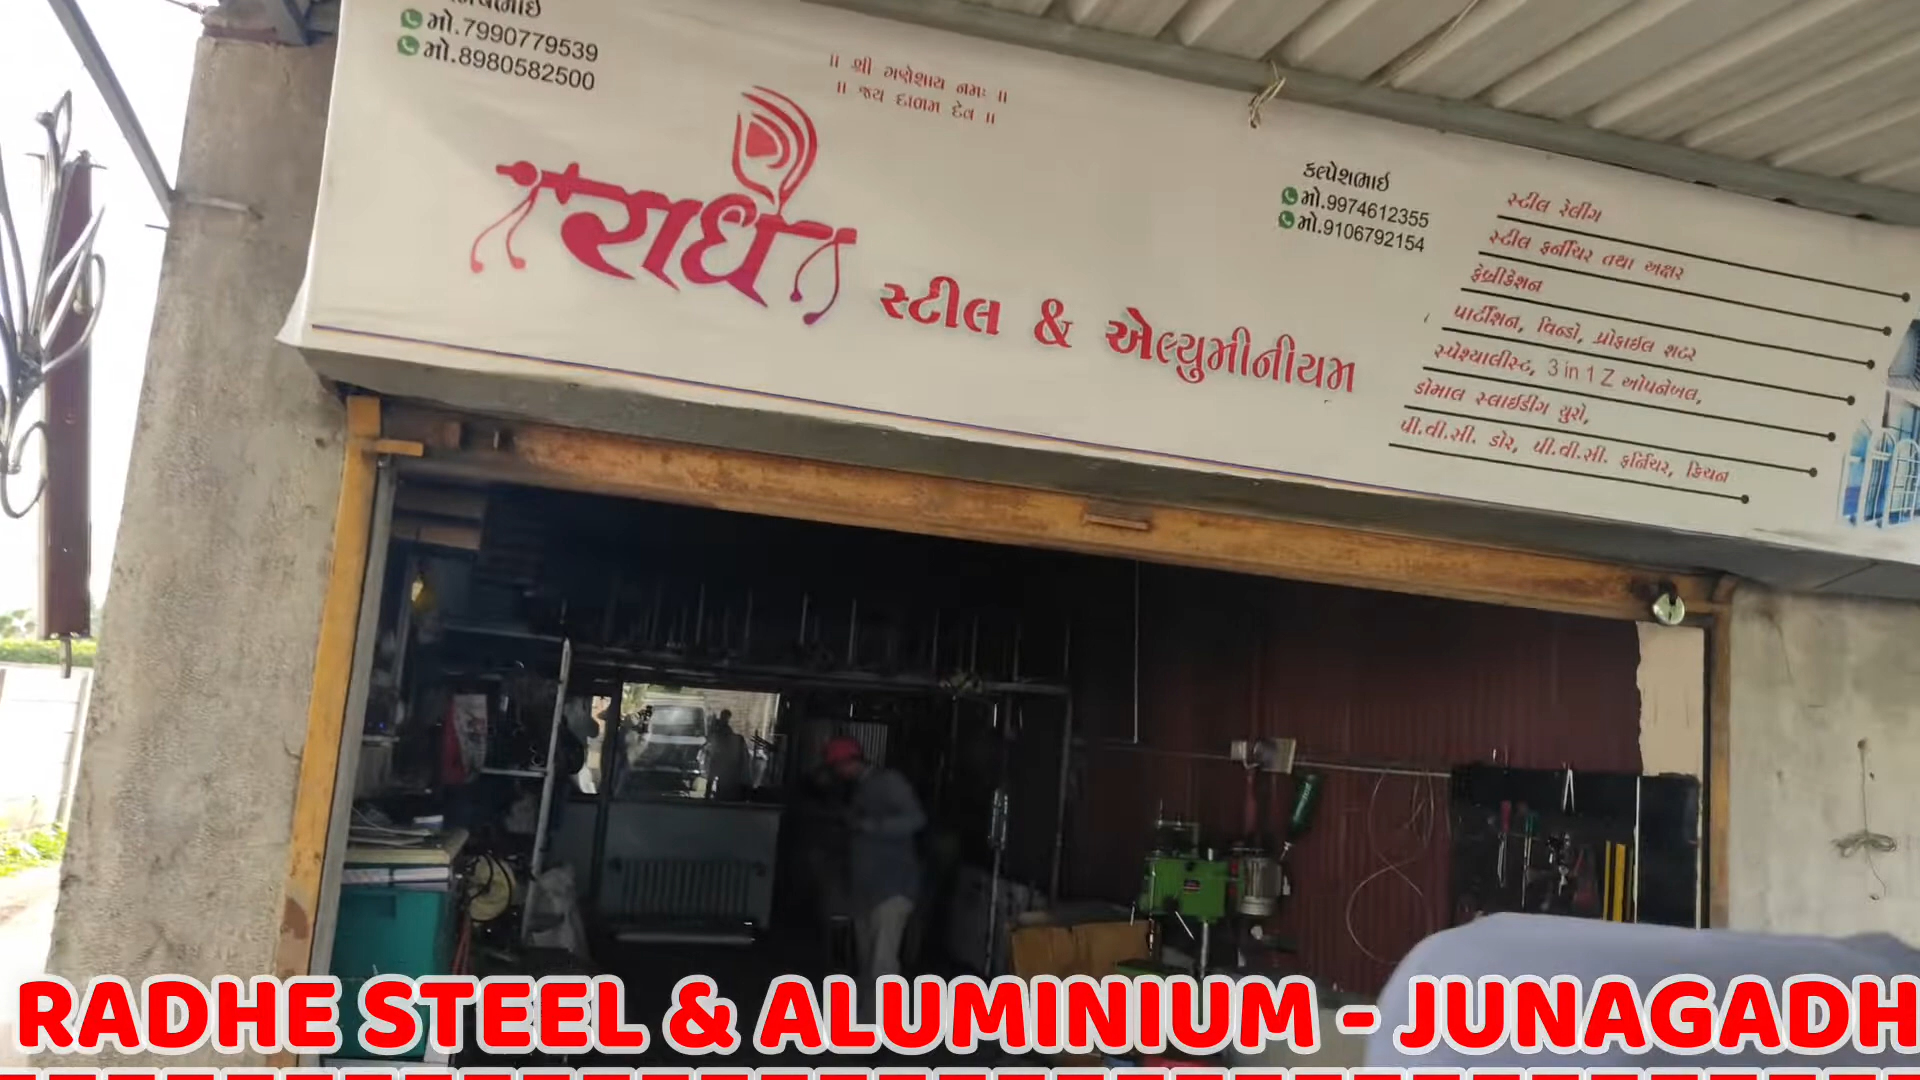 મો.7990779539
મો.8980582500
॥ શ્રી ગણેશાય નમઃ ॥
॥ જય દાળમ દેવ ॥
રાધે સ્ટીલ & એલ્યુમીનીયમ
કલ્પેશભાઈ
મો.9974612355
મો.9106792154
સ્ટીલ રેલીંગ
સ્ટીલ ફર્નીચર તથા અક્ષર
ફેબ્રીકેશન
પાર્ટીશન, વિન્ડો, પ્રોફાઈલ શટર
સ્પેશ્યાલીસ્ટ, 3 in 1 Z ઓપનેબલ,
ડોમાલ સ્લાઈડીંગ યુરો,
પી.વી.સી. ડોર, પી.વી.સી. ફર્નિચર, કિચન
RADHE STEEL & ALUMINIUM - JUNAGADH